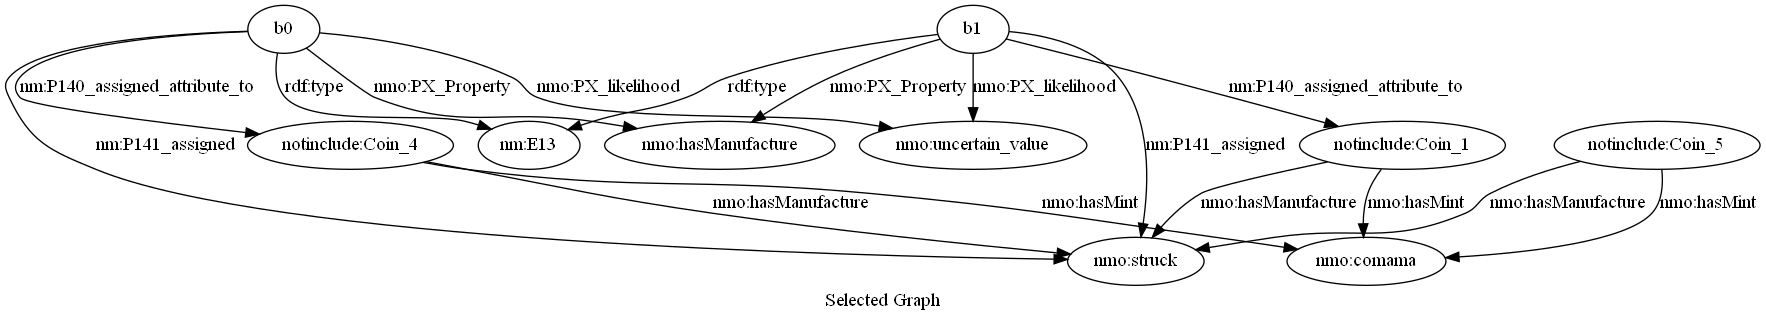 b0 b1
nm:P140_assigned_attribute_to rdf:type nmo:PX_Property nmo:PX_likelihood rdf:type nmo:PX_Property nmo:PX_likelihood nm:P140_assigned_attribute_to
nm:P141_assigned notinclude:Coin_4 nm:E13 nmo:hasManufacture nmo:uncertain_value nm:P141_assigned notinclude:Coin_1 notinclude:Coin_5
nmo:hasManufacture nmo:hasMint nmo:hasManufacture nmo:hasMint nmo:hasManufacture nmo:hasMint
nmo:struck nmo:comama
Selected Graph